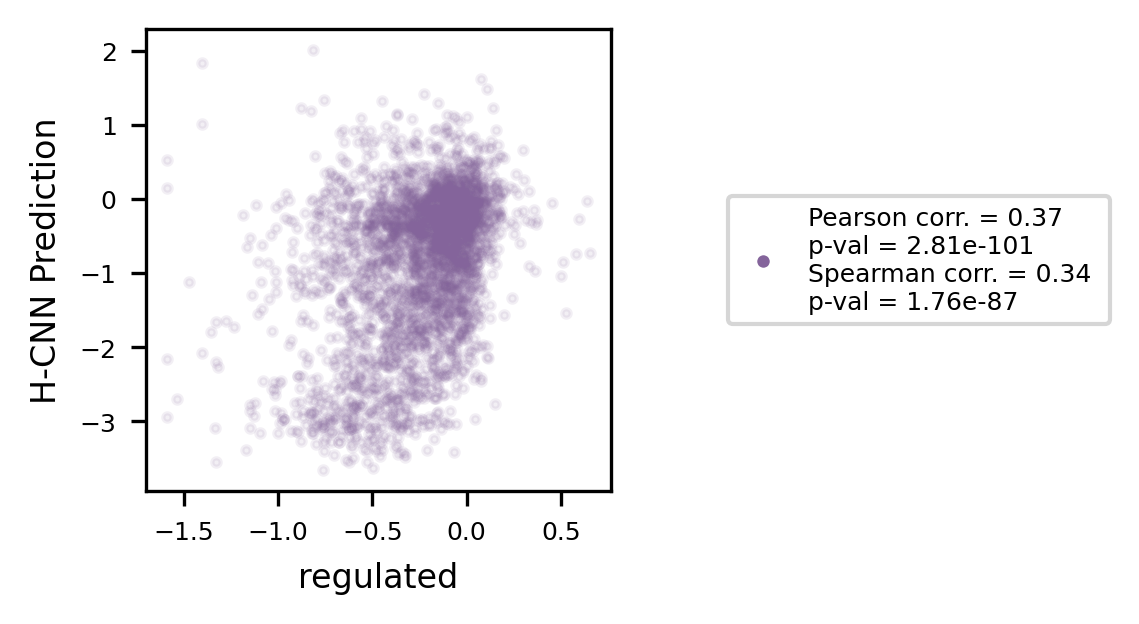 H-CNN Prediction
2
1
0
−1
−2
−3
−1.5 −1.0 −0.5 0.0 0.5
regulated
Pearson corr. = 0.37
p-val = 2.81e-101
Spearman corr. = 0.34
p-val = 1.76e-87